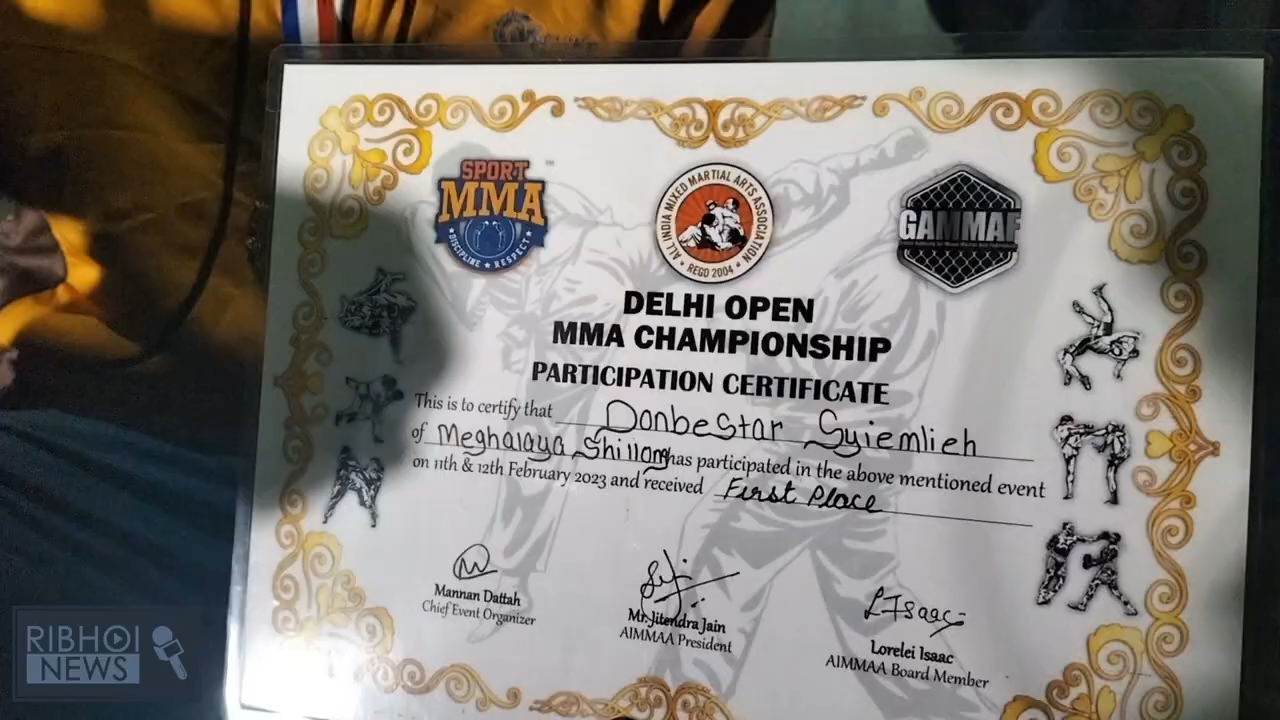 SPORT
MMA
DISCIPLINE ★ RESPECT
ALL INDIA MIXED MARTIAL ARTS ASSOCIATION
REGD 2004
GAMMAF
DELHI OPEN
MMA CHAMPIONSHIP
PARTICIPATION CERTIFICATE
This is to certify that Donbestar Syiemlieh
of Meghalaya Shillong has participated in the above mentioned event
on 11th & 12th February 2023 and received First Place
Mannan Dattah
Chief Event Organizer
Mr. Jitendra Jain
AIMMAA President
L Isaac
Lorelei Isaac
AIMMAA Board Member
RIBHOI
NEWS